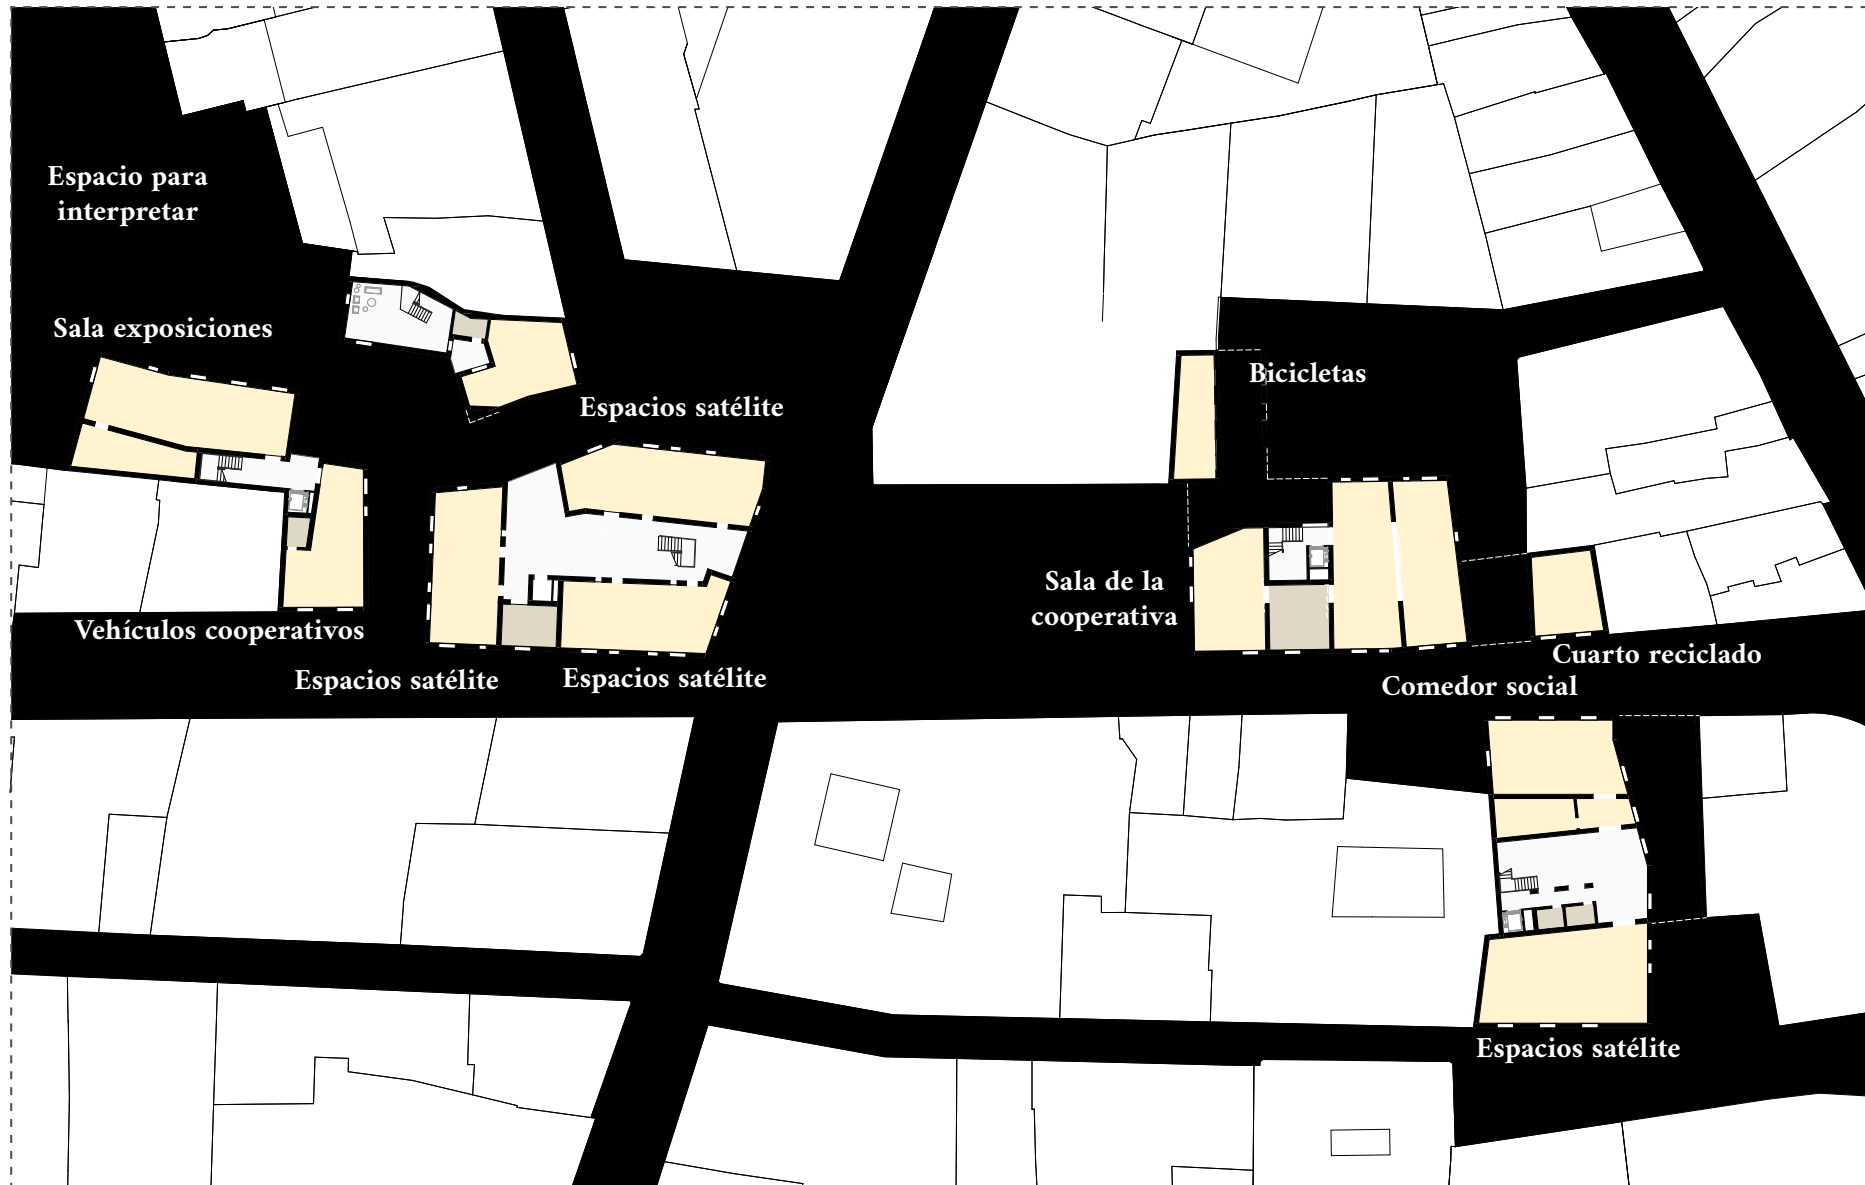 Espacio para
interpretar
Sala exposiciones
Espacios satélite
Bicicletas
Sala de la
cooperativa
Vehículos cooperativos
Espacios satélite
Espacios satélite
Cuarto reciclado
Comedor social
Espacios satélite